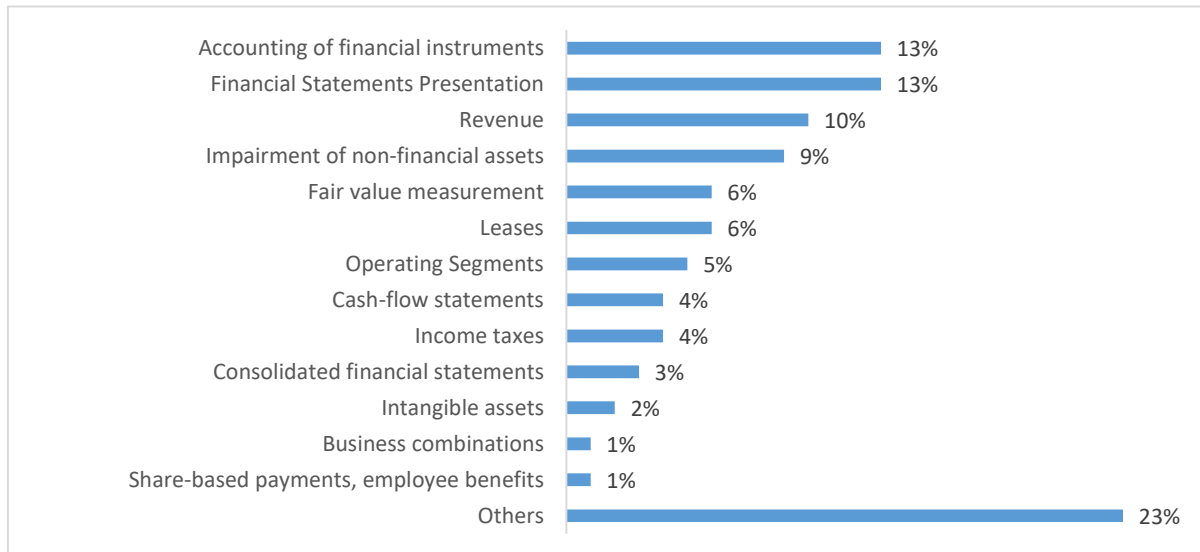 Accounting of financial instruments 13%
Financial Statements Presentation 13%
Revenue 10%
Impairment of non-financial assets 9%
Fair value measurement 6%
Leases 6%
Operating Segments 5%
Cash-flow statements 4%
Income taxes 4%
Consolidated financial statements 3%
Intangible assets 2%
Business combinations 1%
Share-based payments, employee benefits 1%
Others 23%